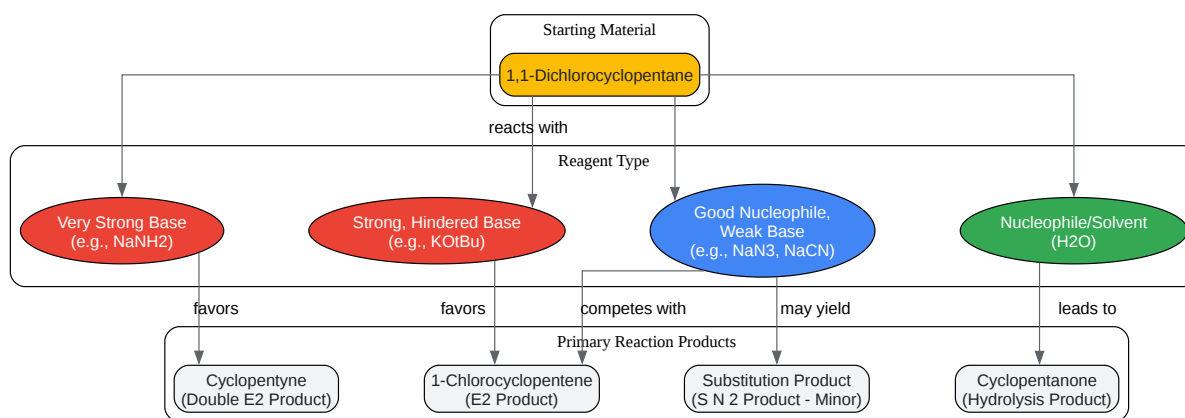 Starting Material
1,1-Dichlorocyclopentane
reacts with
Reagent Type
Very Strong Base
(e.g., NaNH2)
Strong, Hindered Base
(e.g., KOtBu)
Good Nucleophile,
Weak Base
(e.g., NaN3, NaCN)
Nucleophile/Solvent
(H2O)
favors
favors
competes with
may yield
leads to
Primary Reaction Products
Cyclopentyne
(Double E2 Product)
1-Chlorocyclopentene
(E2 Product)
Substitution Product
(S N 2 Product - Minor)
Cyclopentanone
(Hydrolysis Product)